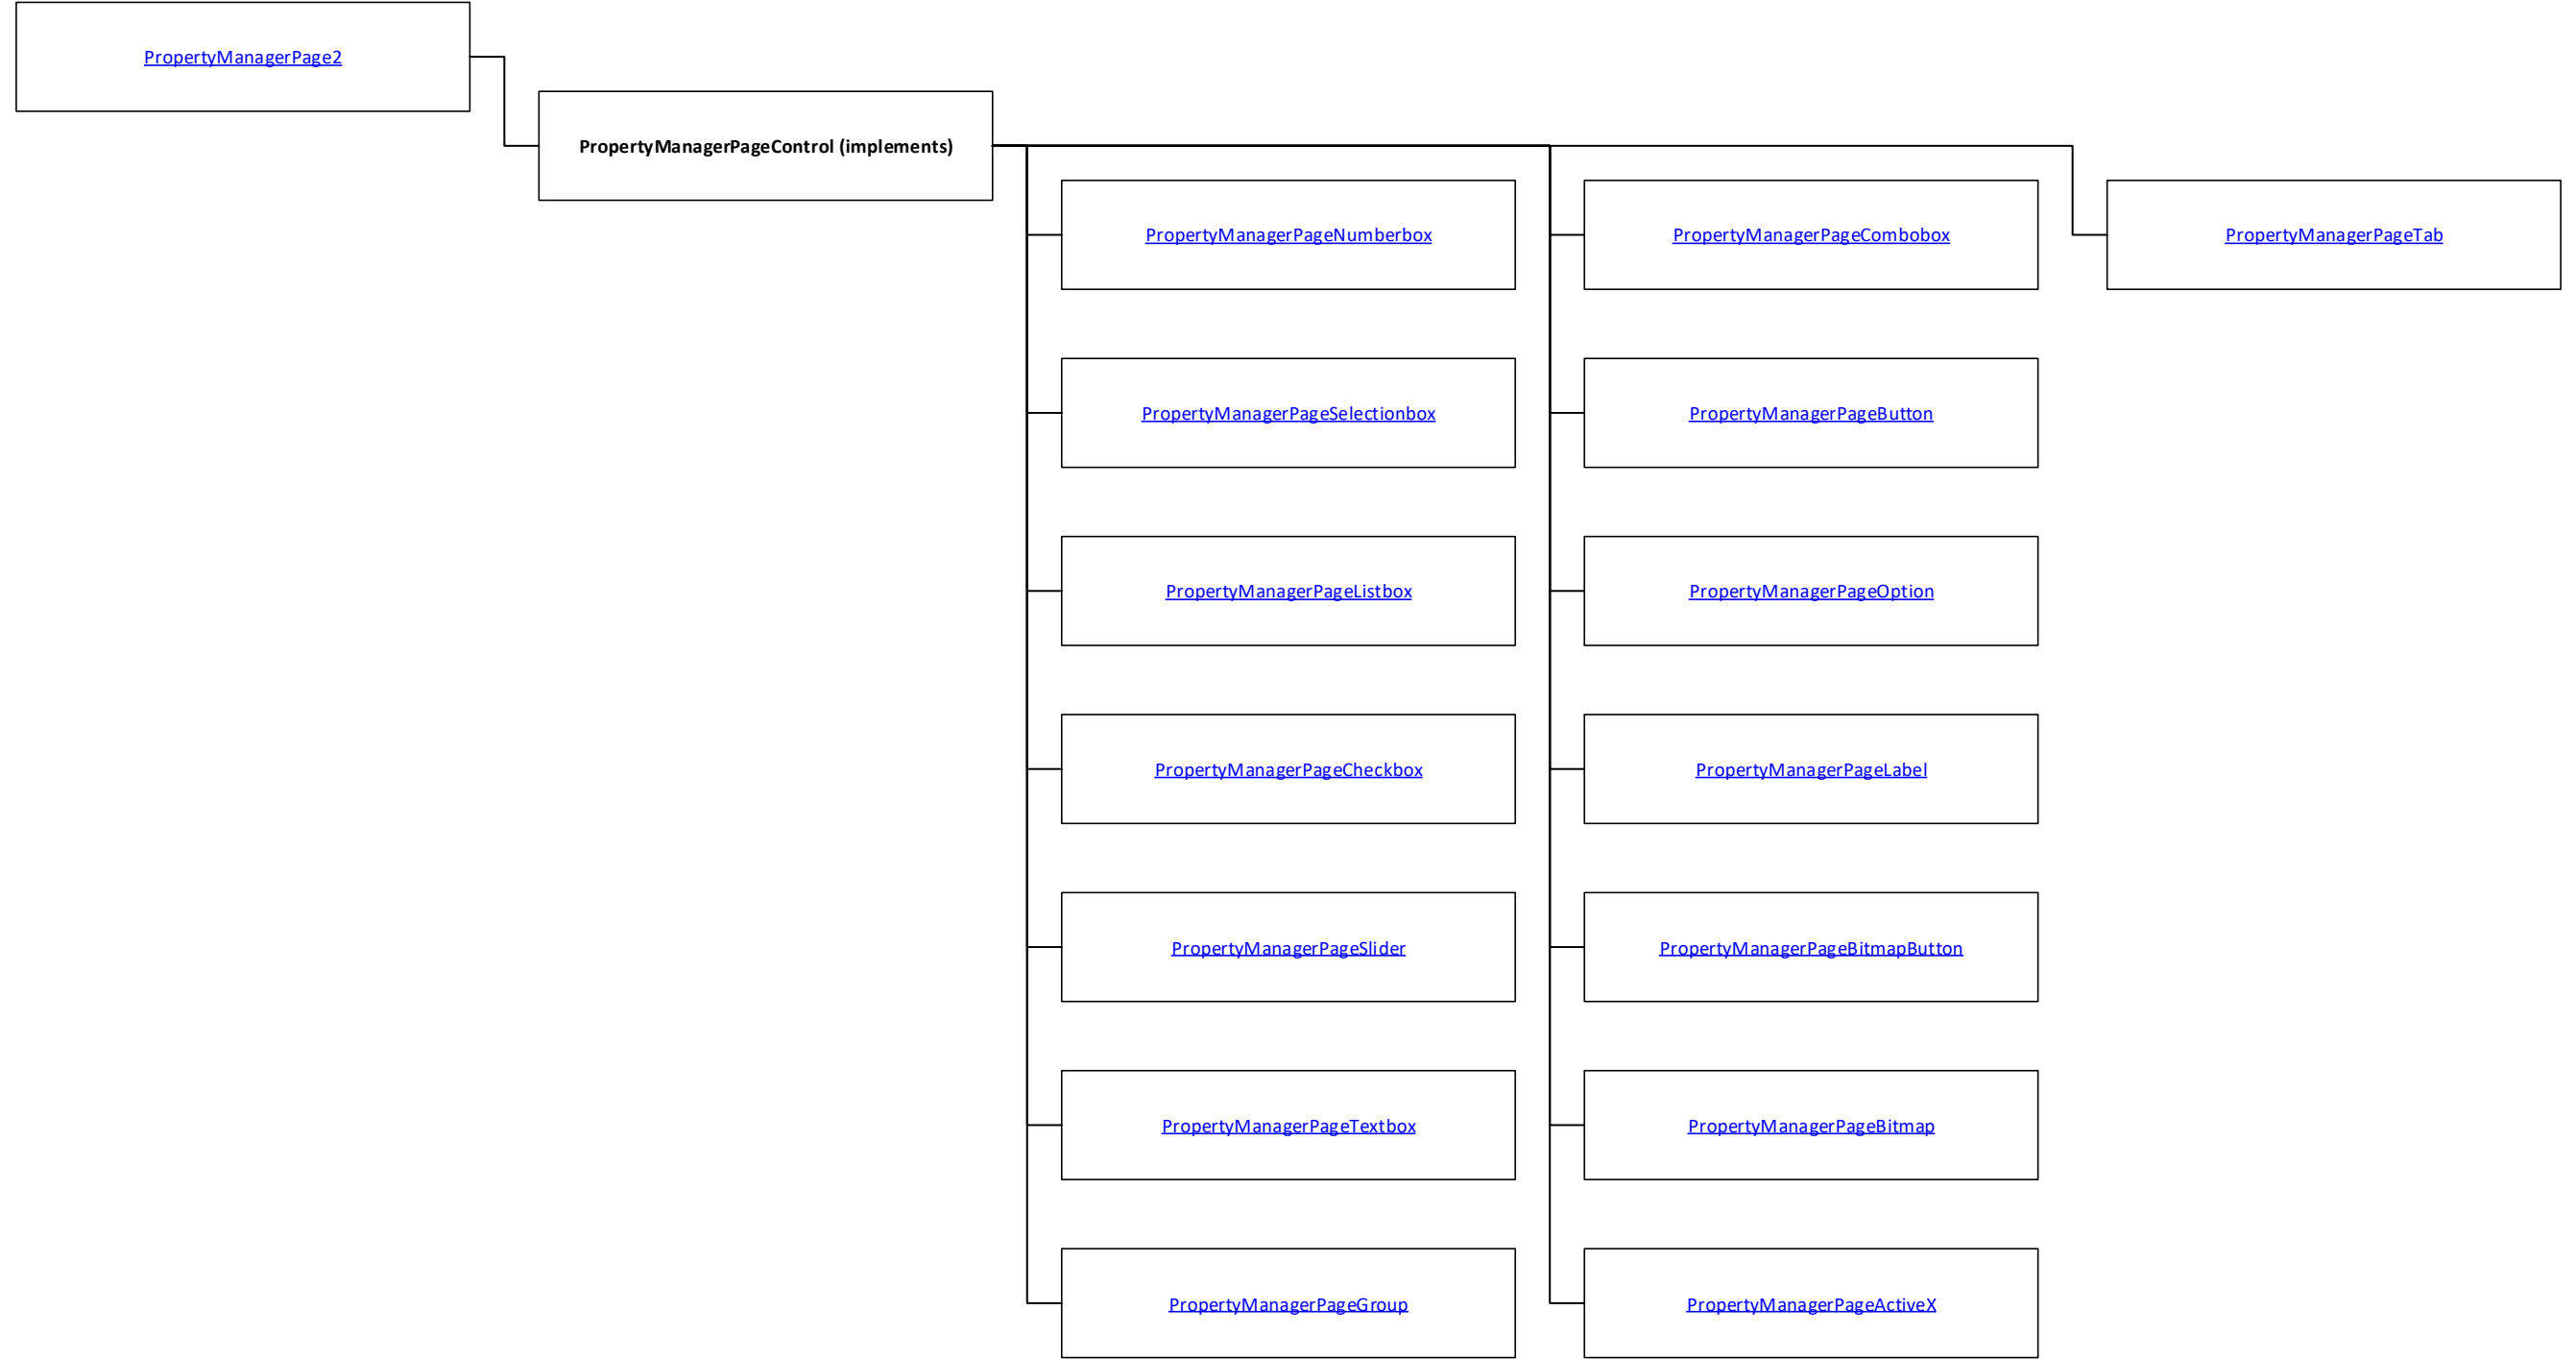 PropertyManagerPage2
PropertyManagerPageControl (implements)
PropertyManagerPageNumberbox
PropertyManagerPageCombobox
PropertyManagerPageTab
PropertyManagerPageSelectionbox
PropertyManagerPageButton
PropertyManagerPageListbox
PropertyManagerPageOption
PropertyManagerPageCheckbox
PropertyManagerPageLabel
PropertyManagerPageSlider
PropertyManagerPageBitmapButton
PropertyManagerPageTextbox
PropertyManagerPageBitmap
PropertyManagerPageGroup
PropertyManagerPageActiveX